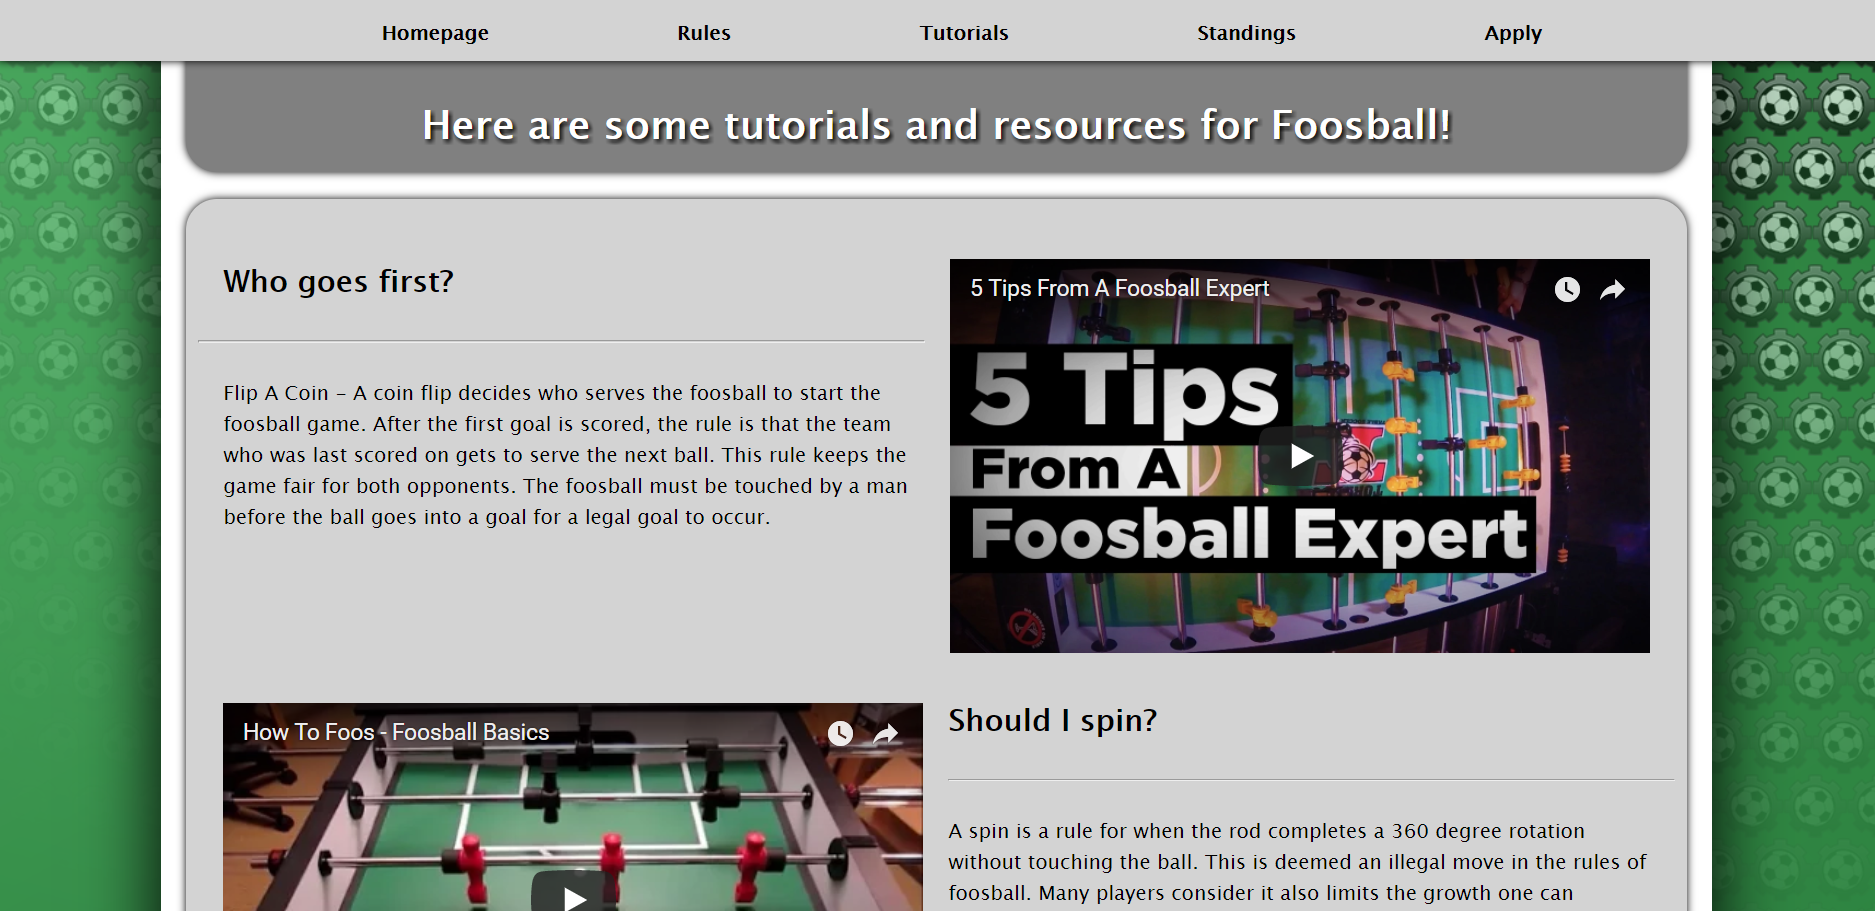 Homepage Rules Tutorials Standings Apply
Here are some tutorials and resources for Foosball!
Who goes first?
Flip A Coin – A coin flip decides who serves the foosball to start the
foosball game. After the first goal is scored, the rule is that the team
who was last scored on gets to serve the next ball. This rule keeps the
game fair for both opponents. The foosball must be touched by a man
before the ball goes into a goal for a legal goal to occur.
5 Tips From A Foosball Expert
5 Tips
From A
Foosball Expert
How To Foos - Foosball Basics
Should I spin?
A spin is a rule for when the rod completes a 360 degree rotation
without touching the ball. This is deemed an illegal move in the rules of
foosball. Many players consider it also limits the growth one can